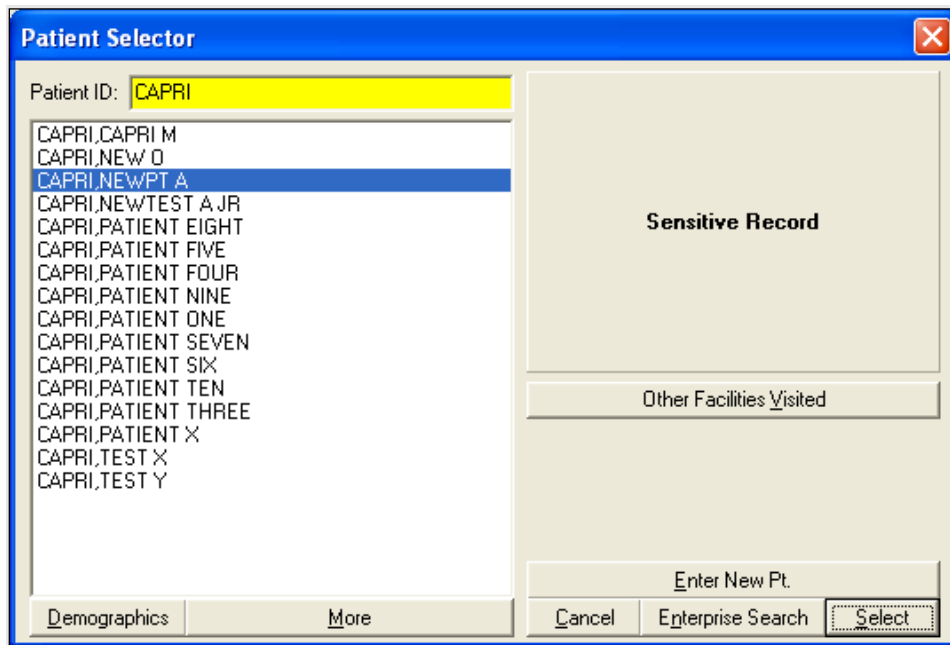 Patient Selector
Patient ID: CAPRI
CAPRI,CAPRI M
CAPRI,NEW O
CAPRI,NEWPT A
CAPRI,NEWTEST A JR
CAPRI,PATIENT EIGHT
CAPRI,PATIENT FIVE
CAPRI,PATIENT FOUR
CAPRI,PATIENT NINE
CAPRI,PATIENT ONE
CAPRI,PATIENT SEVEN
CAPRI,PATIENT SIX
CAPRI,PATIENT TEN
CAPRI,PATIENT THREE
CAPRI,PATIENT X
CAPRI,TEST X
CAPRI,TEST Y
Demographics More
Sensitive Record
Other Facilities Visited
Enter New Pt.
Cancel Enterprise Search Select